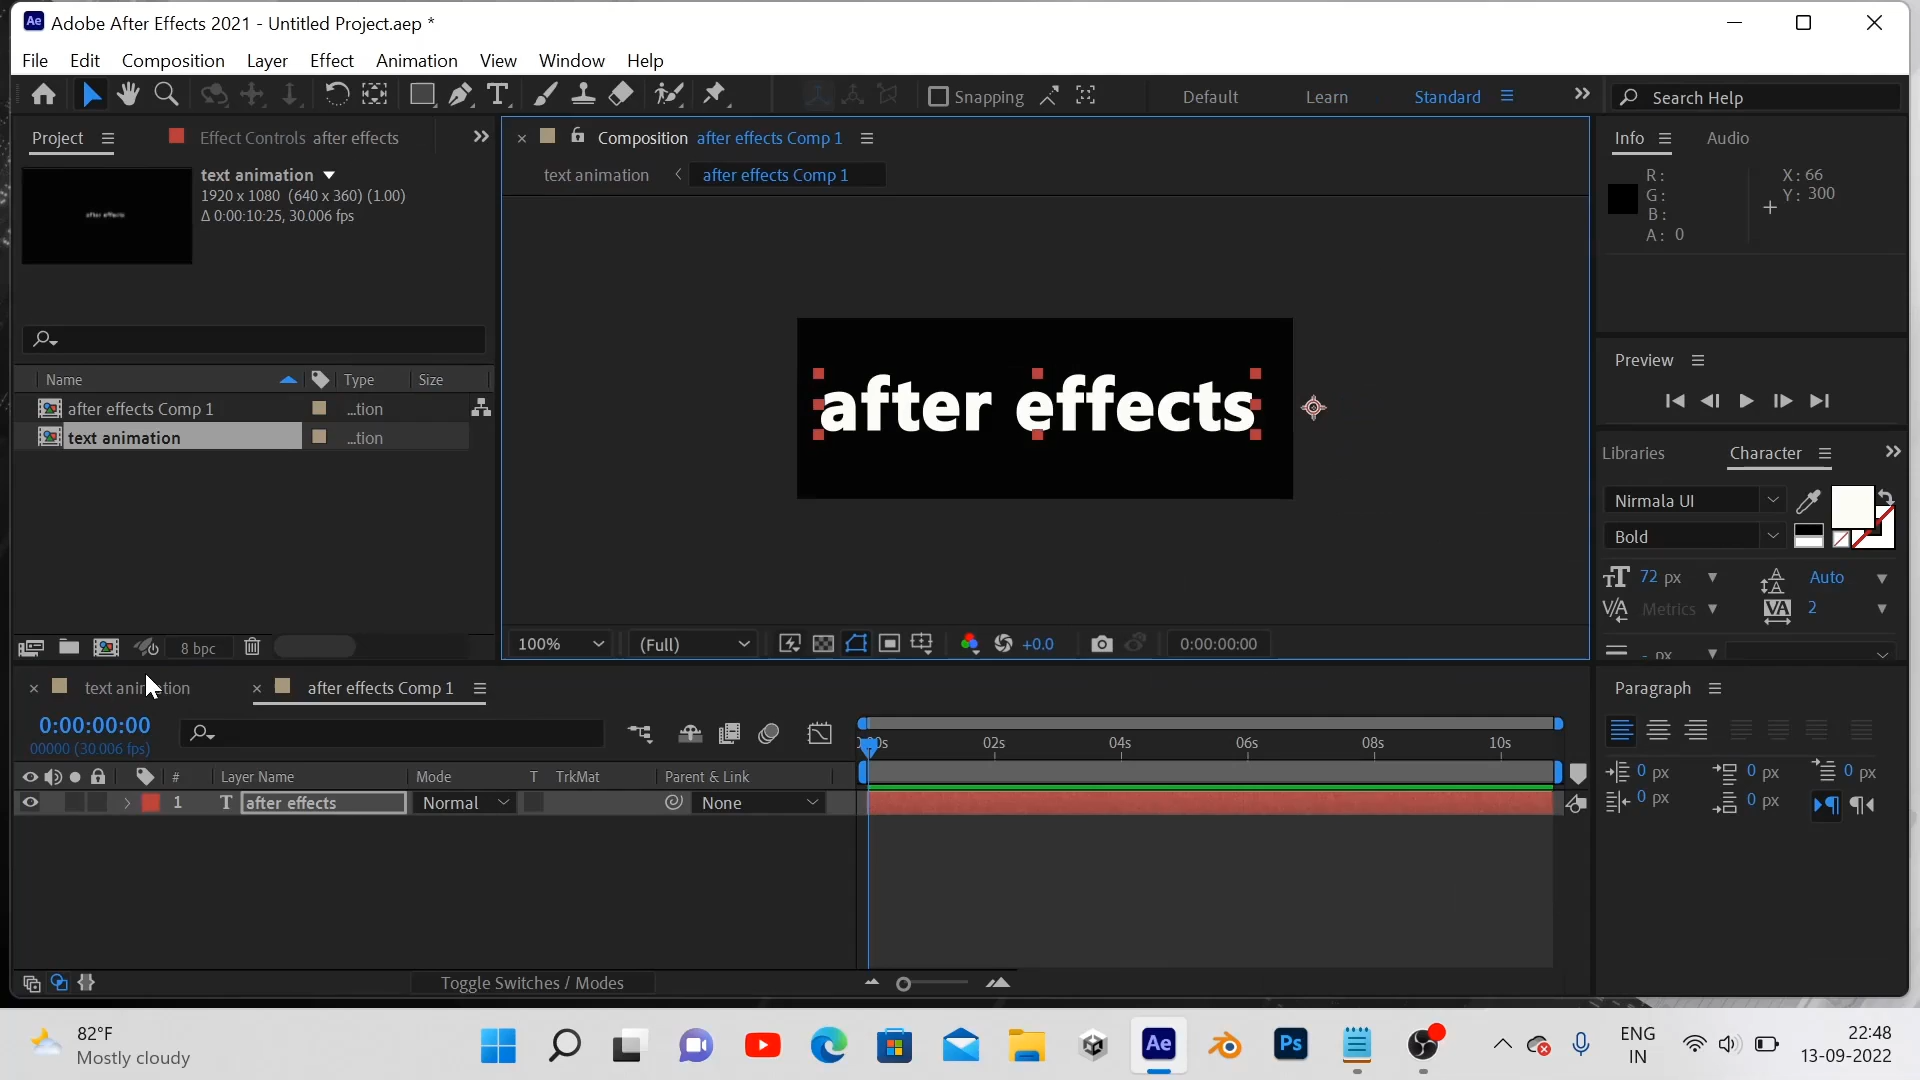 Ae Adobe After Effects 2021 - Untitled Project.aep *
File Edit Composition Layer Effect Animation View Window Help
Snapping Default Learn Standard Search Help
Project Effect Controls after effects
Composition after effects Comp 1
Info Audio
text animation
1920 x 1080 (640 x 360) (1.00)
Δ 0:00:10:25, 30.006 fps
after effects
text animation after effects Comp 1
R: X: 66
G: Y: 300
B:
A: 0
after effects
Name Type Size
after effects Comp 1 ...tion
text animation ...tion
8 bpc
100% (Full) +0.0 0:00:00:00
Preview
Libraries Character
Nirmala UI
Bold
72 px Auto
Metrics 2
- px
text animation after effects Comp 1
0:00:00:00
00000 (30.006 fps)
02s 04s 06s 08s 10s
# Layer Name Mode T TrkMat Parent & Link
1 T after effects Normal None
Toggle Switches / Modes
Paragraph
0 px 0 px 0 px
0 px 0 px
82°F
Mostly cloudy
Ae Ps
ENG
IN
22:48
13-09-2022